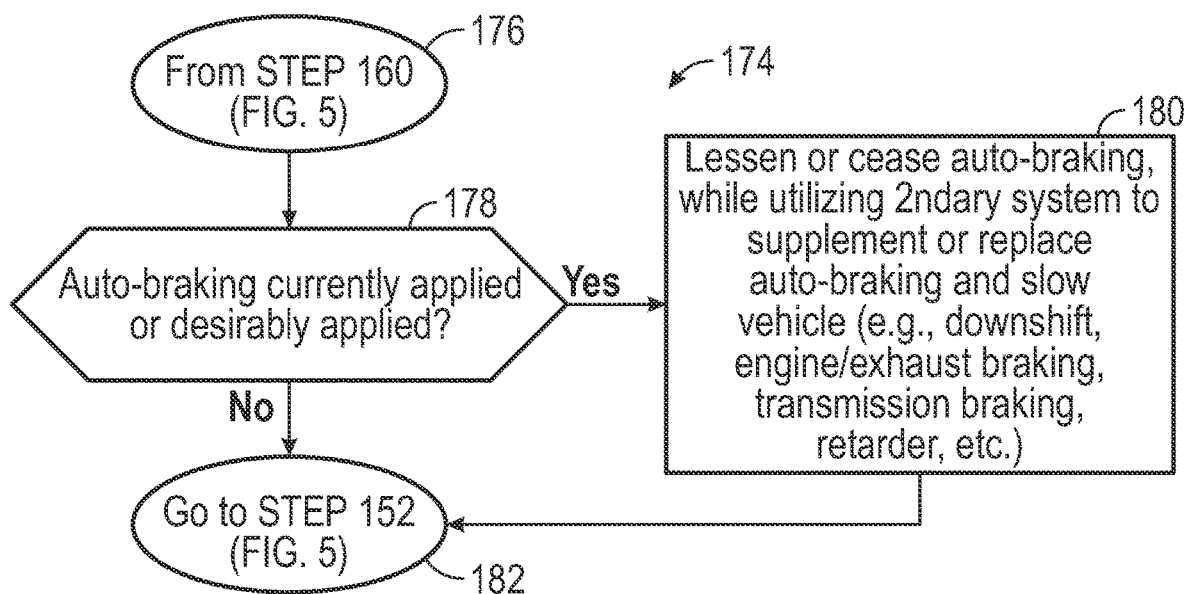 176
From STEP 160
(FIG. 5)
174
180
Lessen or cease auto-braking,
while utilizing 2ndary system to
supplement or replace
auto-braking and slow
vehicle (e.g., downshift,
engine/exhaust braking,
transmission braking,
retarder, etc.)
178
Auto-braking currently applied
or desirably applied?
Yes
No
Go to STEP 152
(FIG. 5)
182